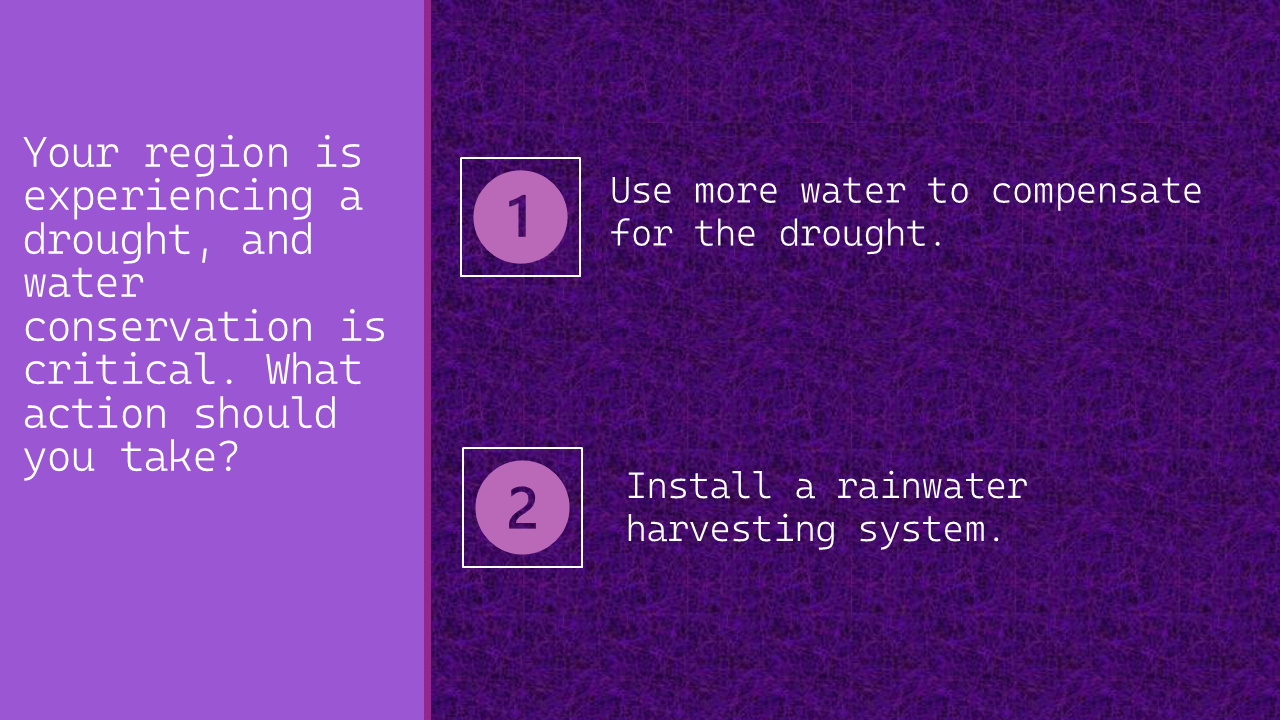 Your region is
experiencing a
drought, and
water
conservation is
critical. What
action should
you take?
1
Use more water to compensate
for the drought.
2
Install a rainwater
harvesting system.